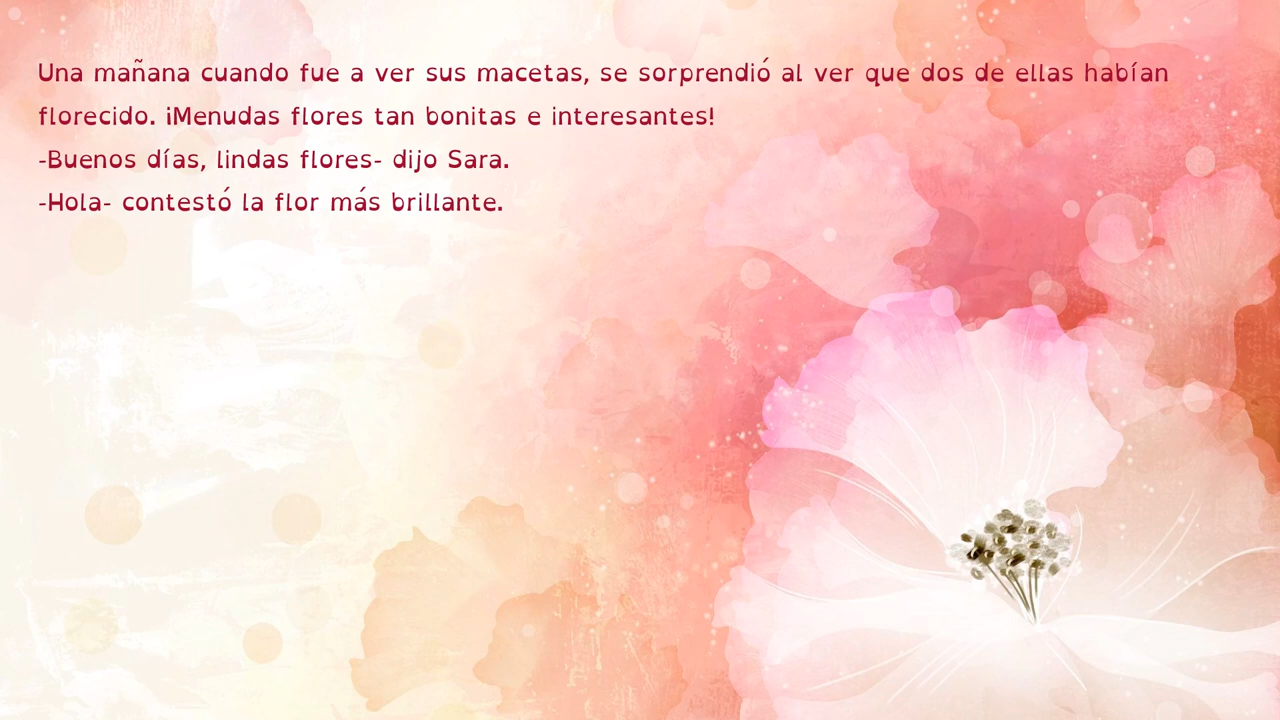 Una mañana cuando fue a ver sus macetas, se sorprendió al ver que dos de ellas habían
florecido. ¡Menudas flores tan bonitas e interesantes!
-Buenos días, lindas flores- dijo Sara.
-Hola- contestó la flor más brillante.